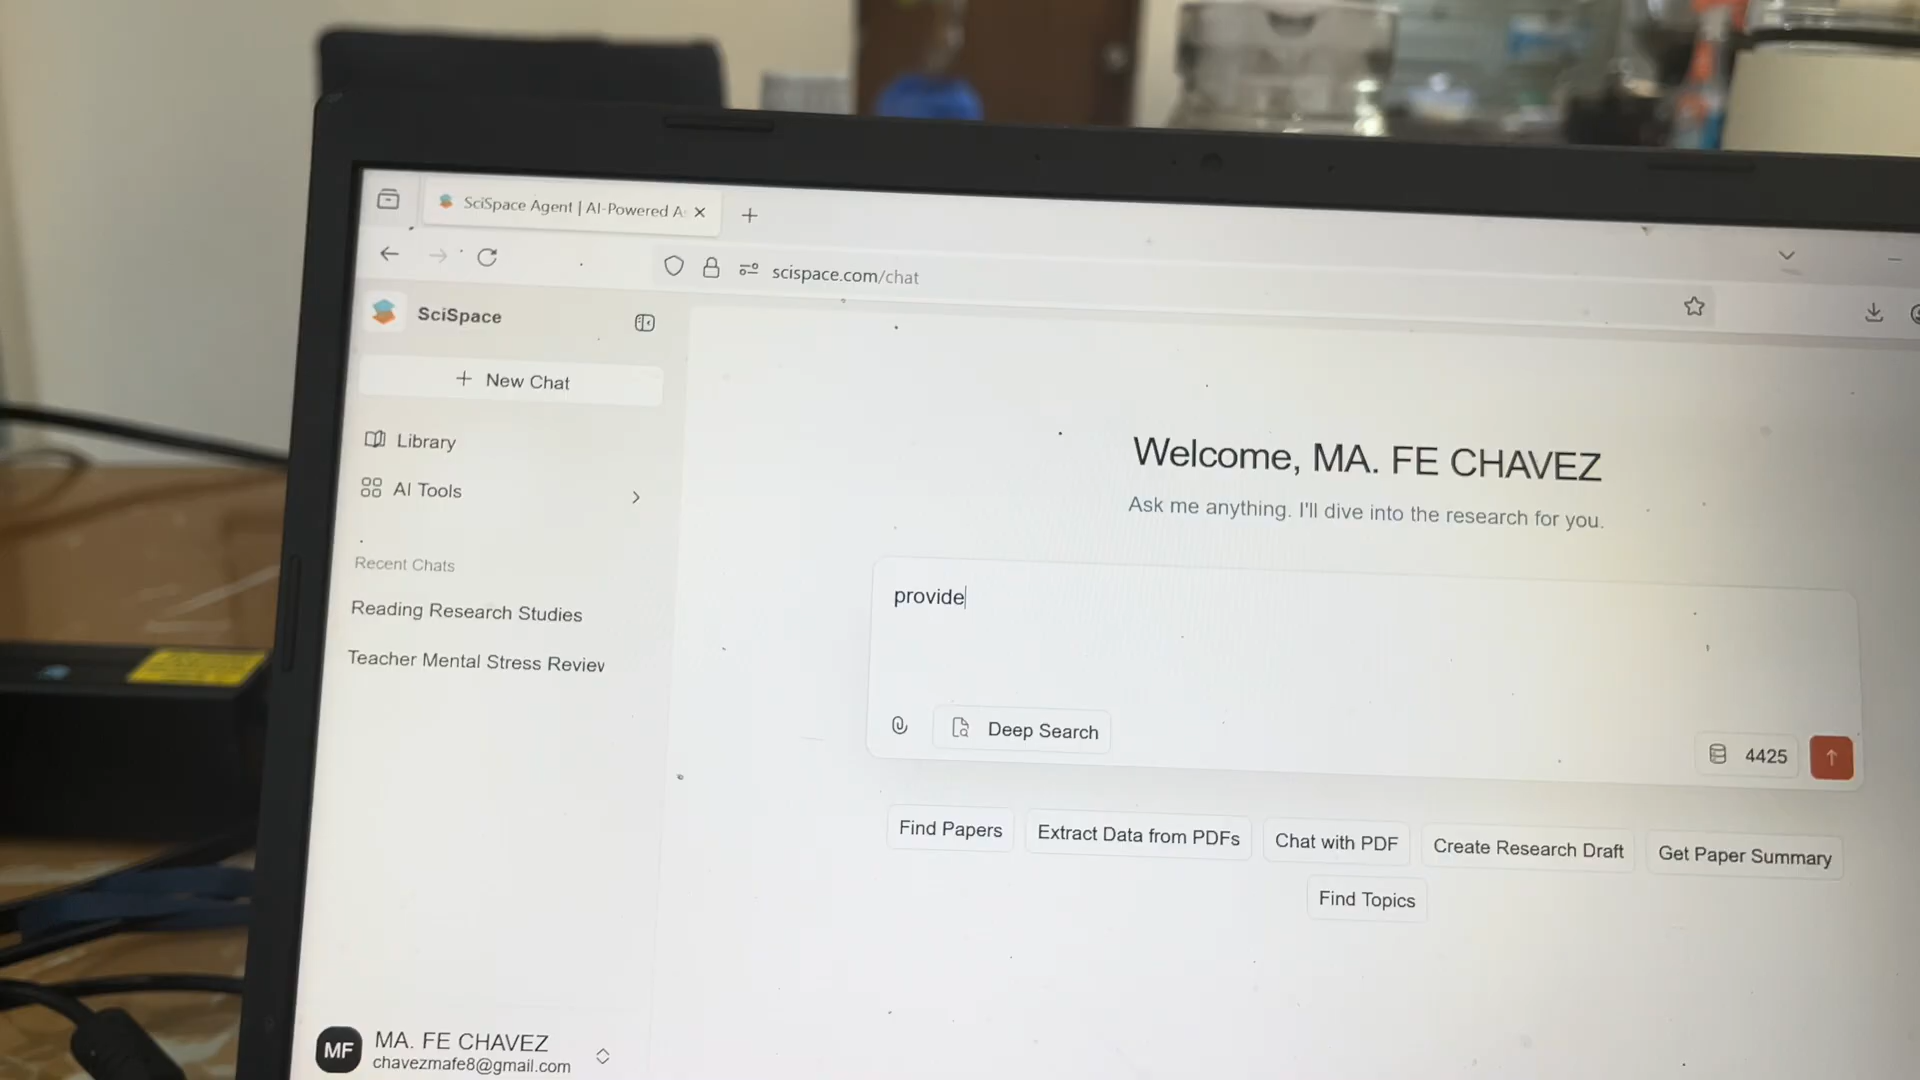 SciSpace Agent | AI-Powered A
scispace.com/chat
SciSpace
New Chat
Library
AI Tools
Recent Chats
Reading Research Studies
Teacher Mental Stress Review
Welcome, MA. FE CHAVEZ
Ask me anything. I'll dive into the research for you.
provide
Deep Search
4425
Find Papers
Extract Data from PDFs
Chat with PDF
Create Research Draft
Get Paper Summary
Find Topics
MF
MA. FE CHAVEZ
chavezmafe8@gmail.com